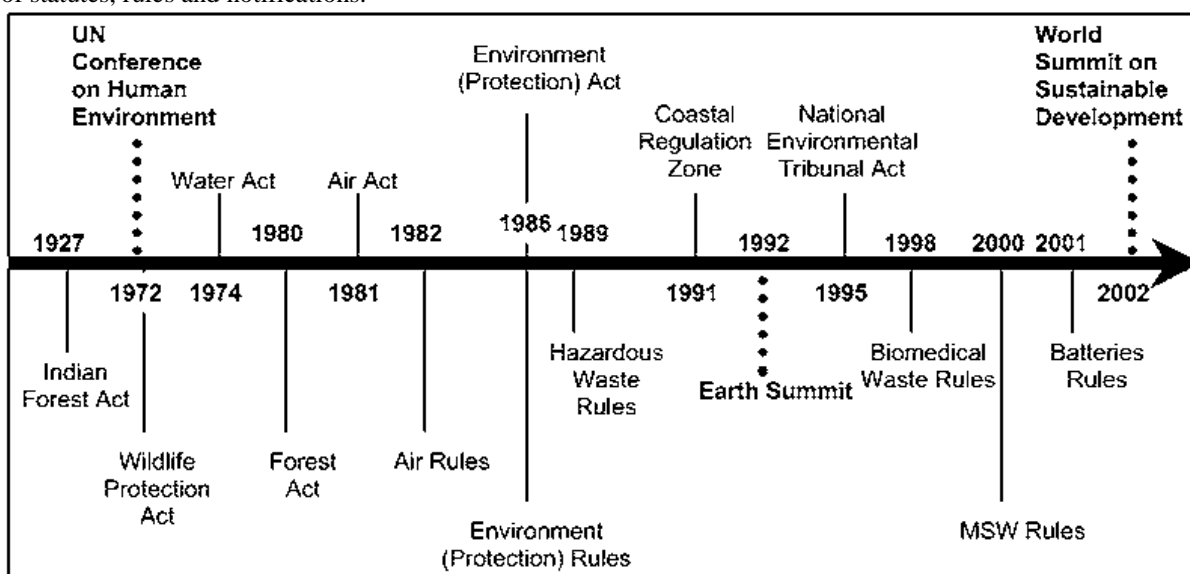 of statutes, rules and notifications.
UN
Conference
on Human
Environment
Environment
(Protection) Act
World
Summit on
Sustainable
Development
Coastal
Regulation
Zone
National
Environmental
Tribunal Act
Water Act
Air Act
1927
1980
1982
1986
1989
1992
1998
2000
2001
1972
1974
1981
1991
1995
2002
Indian
Forest Act
Hazardous
Waste
Rules
Earth Summit
Biomedical
Waste Rules
Batteries
Rules
Wildlife
Protection
Act
Forest
Act
Air Rules
Environment
(Protection) Rules
MSW Rules